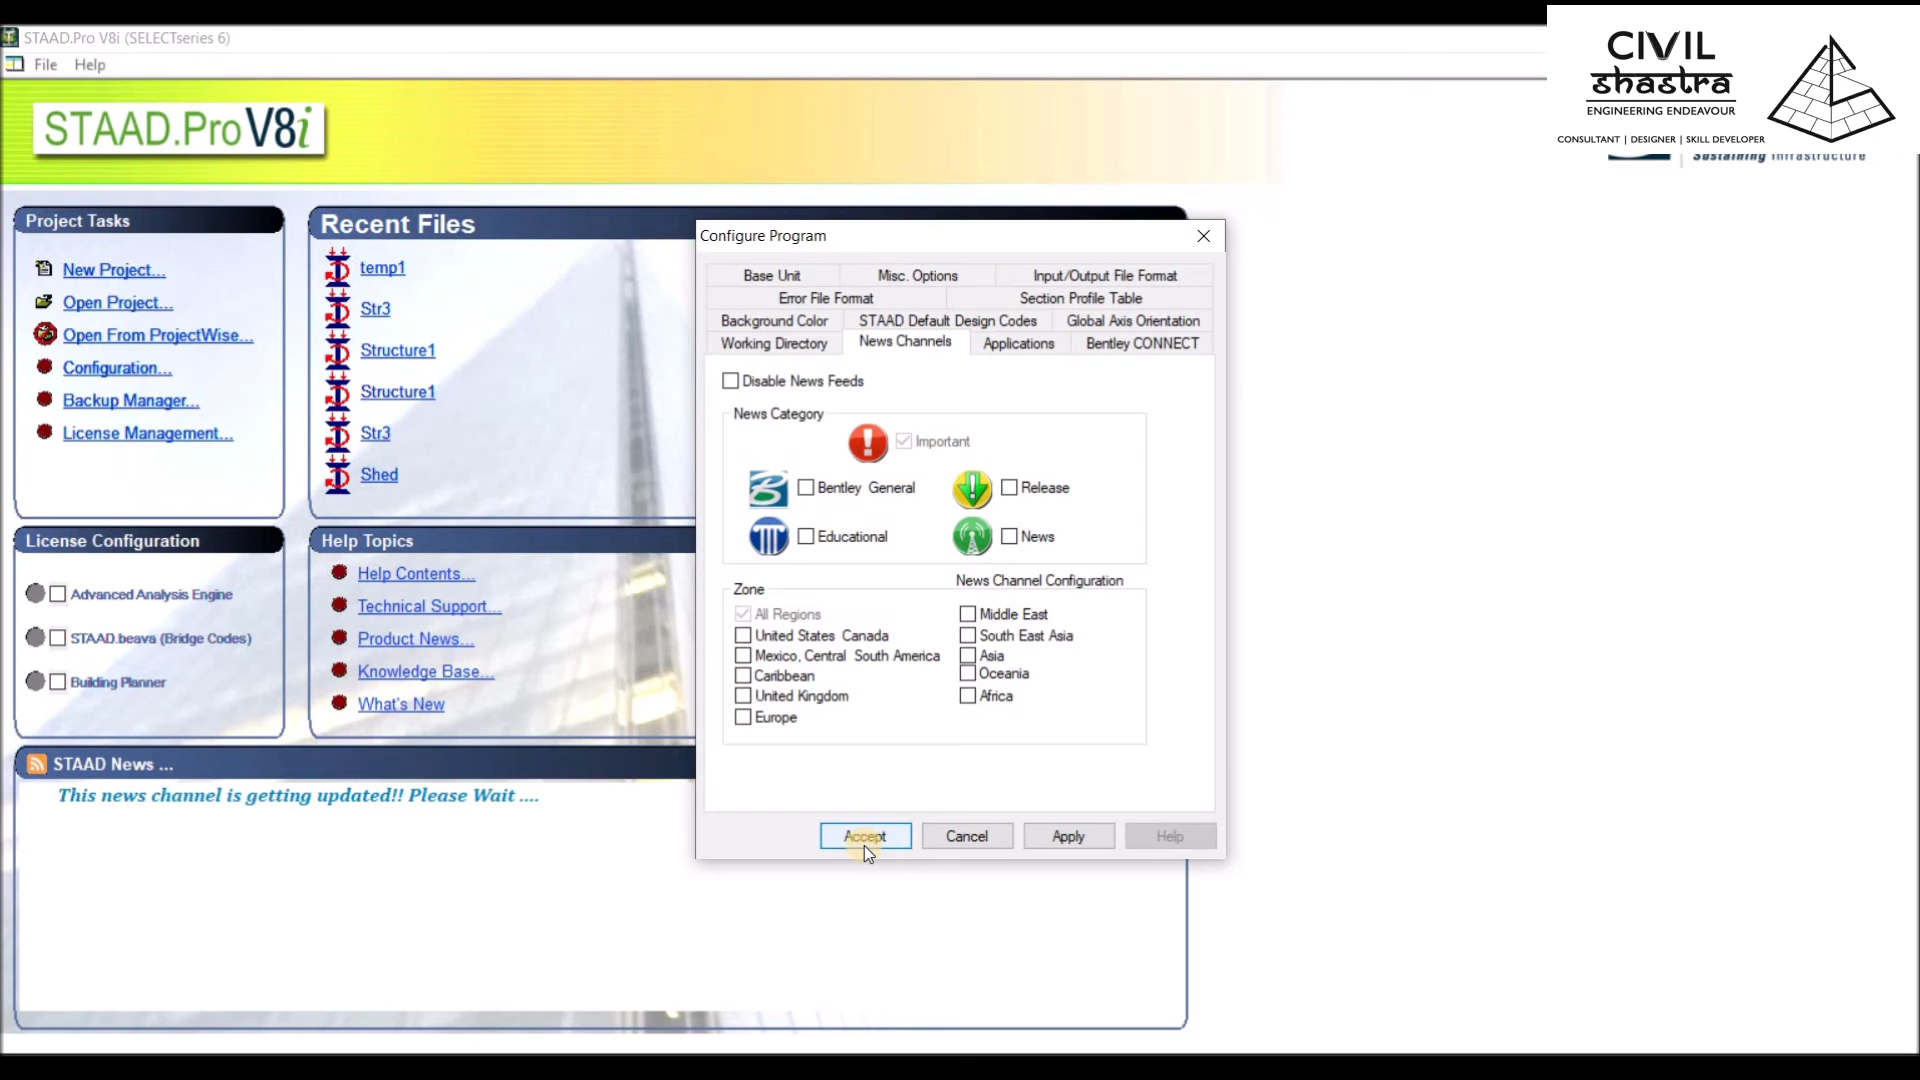 STAAD.Pro V8i (SELECTseries 6)
File Help
STAAD.Pro V8i
CIVIL
shastra
ENGINEERING ENDEAVOUR
CONSULTANT | DESIGNER | SKILL DEVELOPER
Sustaining Infrastructure
Project Tasks
New Project...
Open Project...
Open From ProjectWise...
Configuration...
Backup Manager...
License Management...
Recent Files
temp1
Str3
Structure1
Structure1
Str3
Shed
License Configuration
Advanced Analysis Engine
STAAD.beava (Bridge Codes)
Building Planner
Help Topics
Help Contents...
Technical Support...
Product News...
Knowledge Base...
What's New
STAAD News ...
This news channel is getting updated!! Please Wait ....
Configure Program
Base Unit Misc. Options Input/Output File Format
Error File Format Section Profile Table
Background Color STAAD Default Design Codes Global Axis Orientation
Working Directory News Channels Applications Bentley CONNECT
Disable News Feeds
News Category
Important
Bentley General Release
Educational News
News Channel Configuration
Zone
All Regions Middle East
United States Canada South East Asia
Mexico, Central South America Asia
Caribbean Oceania
United Kingdom Africa
Europe
Accept Cancel Apply Help